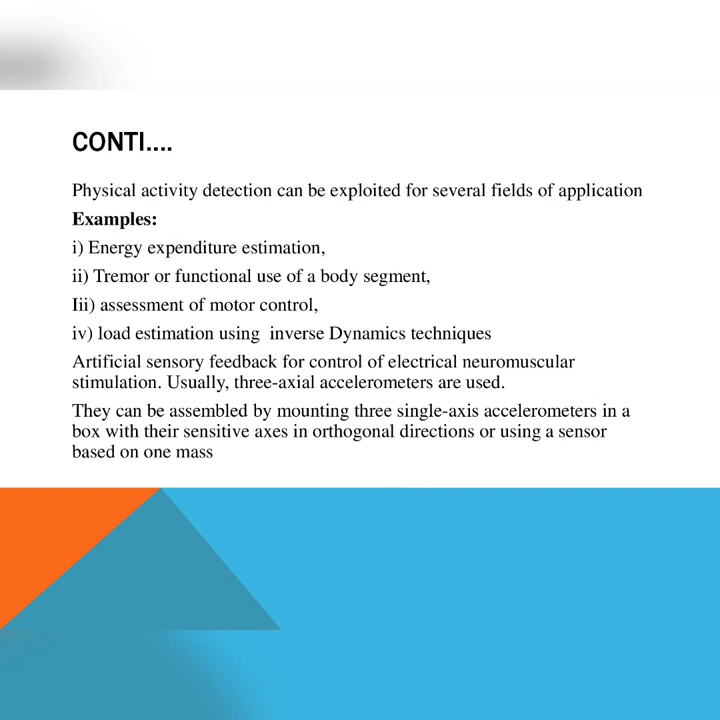 CONTI....
Physical activity detection can be exploited for several fields of application
Examples:
i) Energy expenditure estimation,
ii) Tremor or functional use of a body segment,
Iii) assessment of motor control,
iv) load estimation using  inverse Dynamics techniques
Artificial sensory feedback for control of electrical neuromuscular
stimulation. Usually, three-axial accelerometers are used.
They can be assembled by mounting three single-axis accelerometers in a
box with their sensitive axes in orthogonal directions or using a sensor
based on one mass